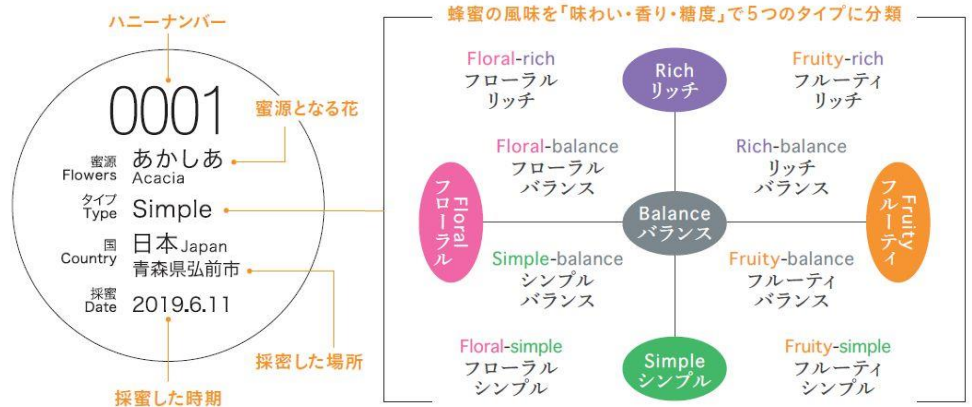 ハニーナンバー
0001
蜜源となる花
蜜源
Flowers
あかしあ
Acacia
タイプ
Type
Simple
国
Country
日本 Japan
青森県弘前市
採蜜
Date
2019.6.11
採密した場所
採蜜した時期
蜂蜜の風味を「味わい・香り・糖度」で5つのタイプに分類
Floral-rich
フローラル
リッチ
Rich
リッチ
Fruity-rich
フルーティ
リッチ
Floral-balance
フローラル
バランス
Rich-balance
リッチ
バランス
Floral
フローラル
Balance
バランス
Fruity
フルーティ
Simple-balance
シンプル
バランス
Fruity-balance
フルーティ
バランス
Floral-simple
フローラル
シンプル
Simple
シンプル
Fruity-simple
フルーティ
シンプル